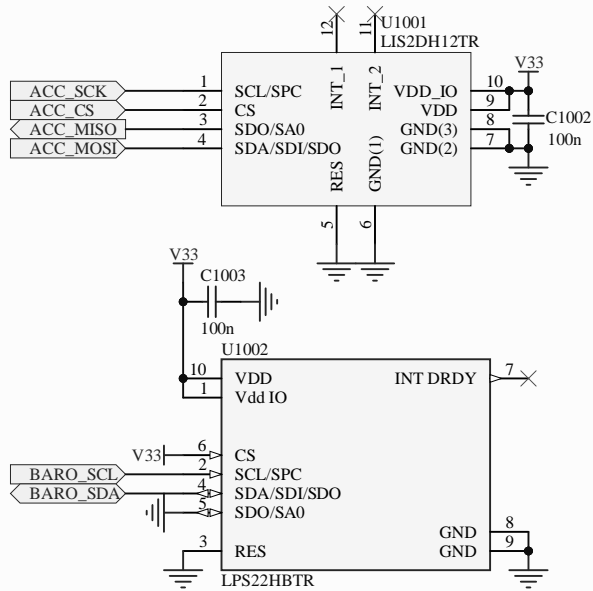 U1001
LIS2DH12TR
12
11
INT_1
INT_2
V33
ACC_SCK 1 SCL/SPC VDD_IO 10
ACC_CS 2 CS VDD 9
ACC_MISO 3 SDO/SA0 GND(3) 8
ACC_MOSI 4 SDA/SDI/SDO GND(2) 7
C1002
100n
RES
GND(1)
5
6
V33
C1003
100n
U1002
10 VDD INT DRDY 7
1 Vdd IO
V33 6 CS
BARO_SCL 2 SCL/SPC
BARO_SDA 4 SDA/SDI/SDO
5 SDO/SA0
GND 8
3 RES GND 9
LPS22HBTR